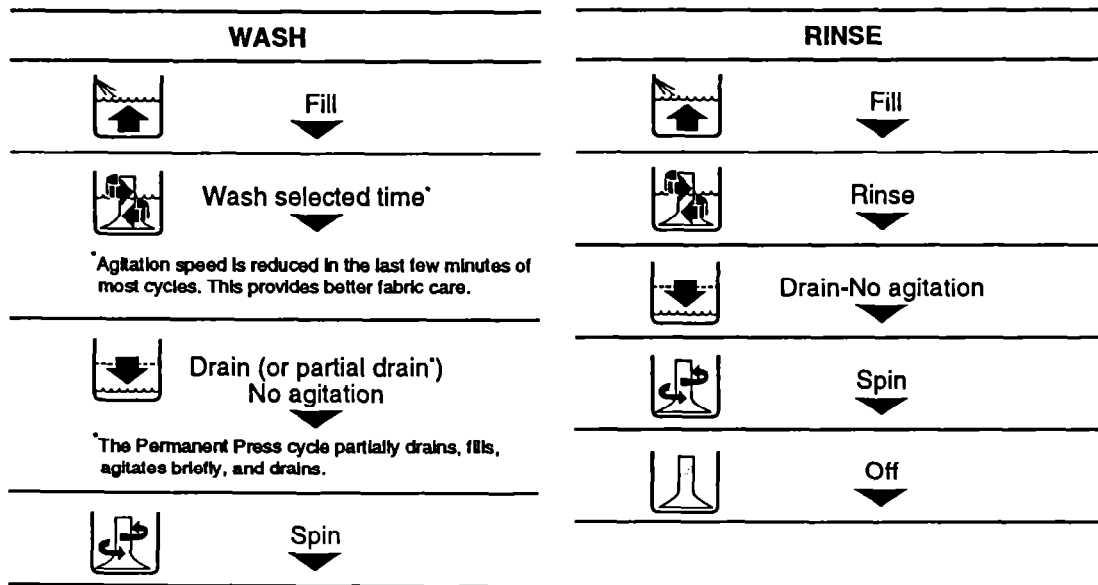 WASH
Fill
Wash selected time*
*Agitation speed is reduced in the last few minutes of
most cycles. This provides better fabric care.
Drain (or partial drain*)
No agitation
*The Permanent Press cycle partially drains, fills,
agitates briefly, and drains.
Spin
RINSE
Fill
Rinse
Drain-No agitation
Spin
Off